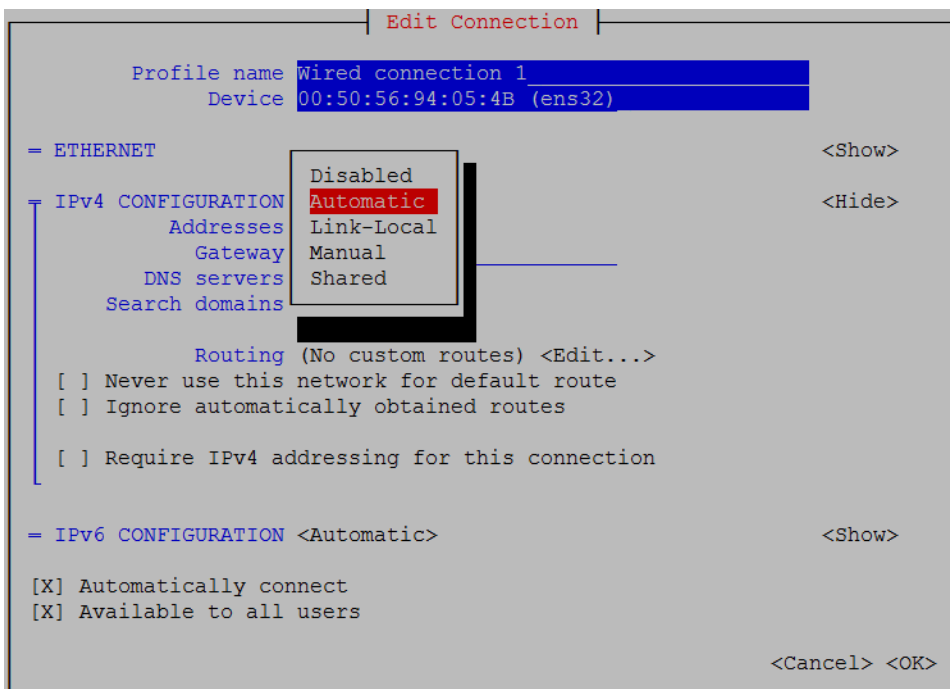 Edit Connection
Profile name Wired connection 1
Device 00:50:56:94:05:4B (ens32)
= ETHERNET <Show>
Disabled
= IPv4 CONFIGURATION Automatic <Hide>
Addresses Link-Local
Gateway Manual
DNS servers Shared
Search domains
Routing (No custom routes) <Edit...>
[ ] Never use this network for default route
[ ] Ignore automatically obtained routes
[ ] Require IPv4 addressing for this connection
= IPv6 CONFIGURATION <Automatic> <Show>
[X] Automatically connect
[X] Available to all users
<Cancel> <OK>